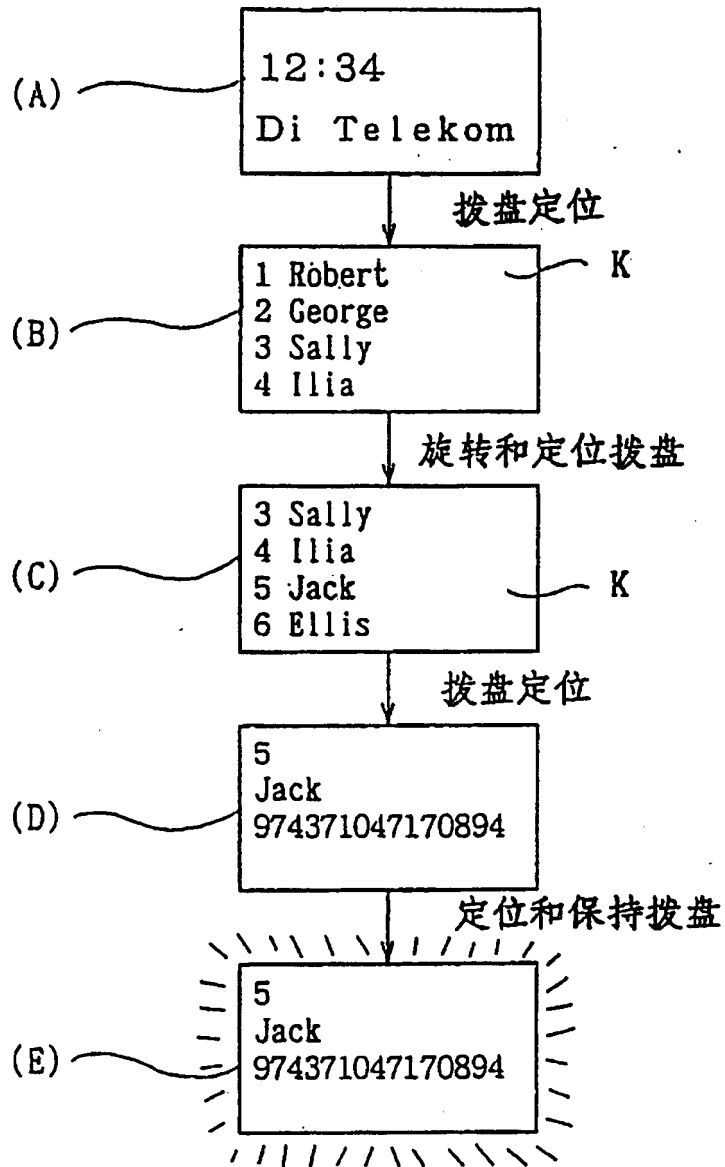 (A)
12:34
Di Telekom
拨盘定位
(B)
1 Robert
2 George
3 Sally
4 Ilia
K
旋转和定位拨盘
(C)
3 Sally
4 Ilia
5 Jack
6 Ellis
K
拨盘定位
(D)
5
Jack
974371047170894
定位和保持拨盘
(E)
5
Jack
974371047170894